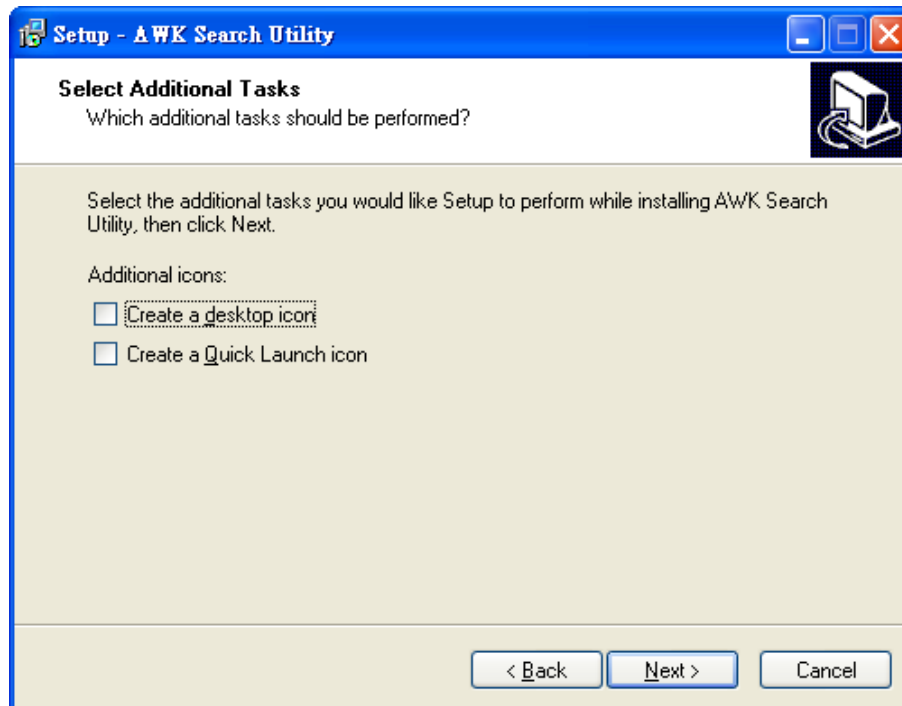 Setup - AWK Search Utility
Select Additional Tasks
Which additional tasks should be performed?
Select the additional tasks you would like Setup to perform while installing AWK Search
Utility, then click Next.
Additional icons:
Create a desktop icon
Create a Quick Launch icon
< Back Next > Cancel